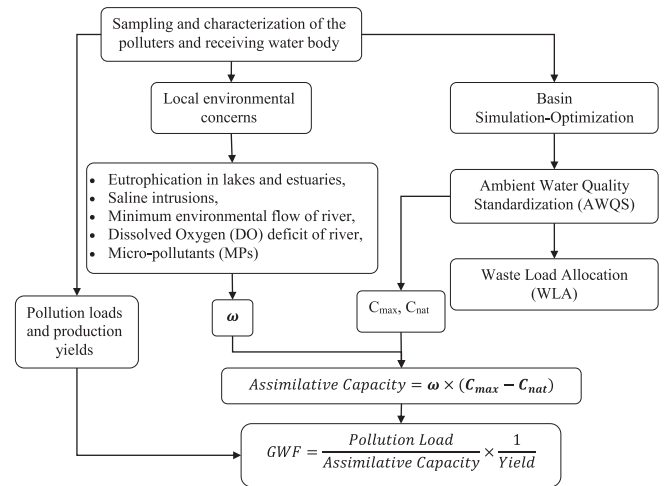 Sampling and characterization of the
polluters and receiving water body
Local environmental
concerns
Basin
Simulation-Optimization
• Eutrophication in lakes and estuaries,
• Saline intrusions,
• Minimum environmental flow of river,
• Dissolved Oxygen (DO) deficit of river,
• Micro-pollutants (MPs)
Ambient Water Quality
Standardization (AWQS)
Waste Load Allocation
(WLA)
Pollution loads
and production
yields
ω
Cmax, Cnat
Assimilative Capacity = ω × (Cmax − Cnat)
GWF = Pollution Load / Assimilative Capacity × 1 / Yield